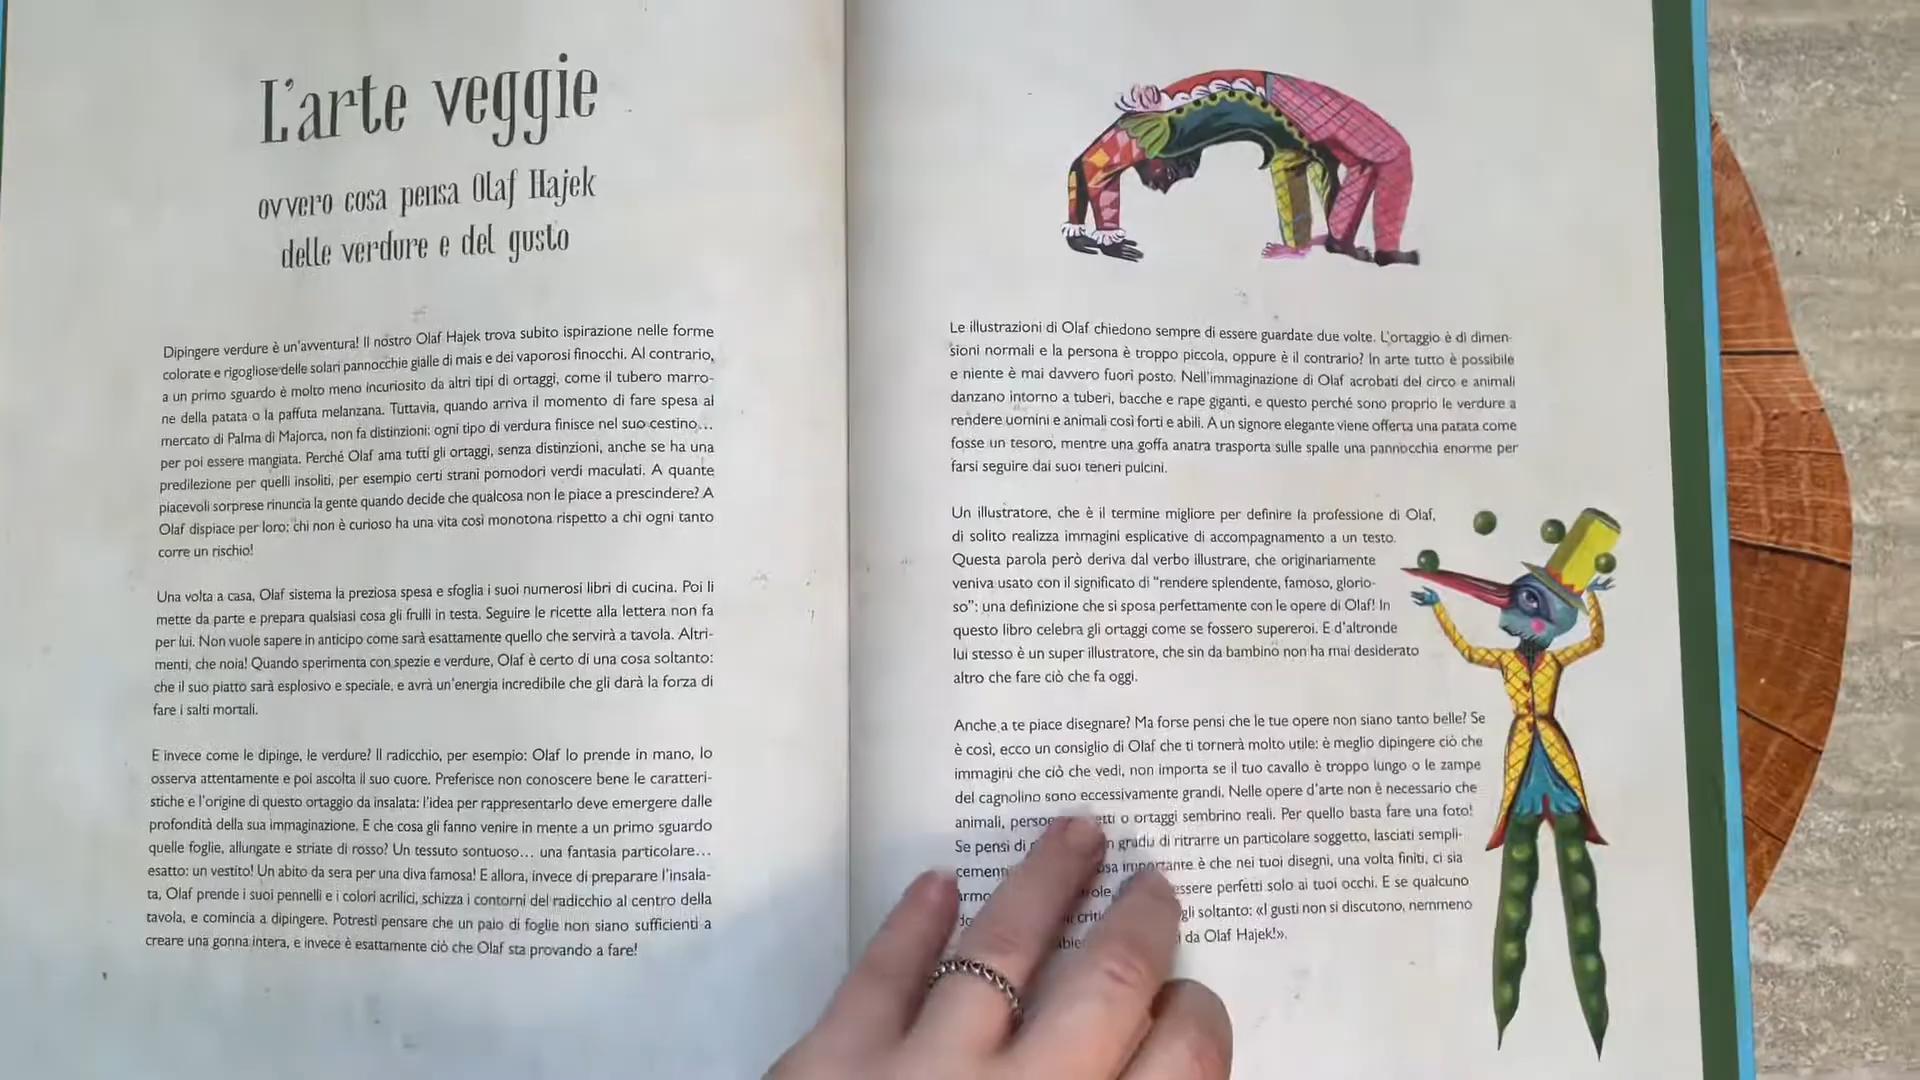 L'arte veggie
ovvero cosa pensa Olaf Hajek
delle verdure e del gusto
Dipingere verdure è un'avventura! Il nostro Olaf Hajek trova subito ispirazione nelle forme
colorate e rigogliose delle solari pannocchie gialle di mais e dei vaporosi finocchi. Al contrario,
a un primo sguardo è molto meno incuriosito da altri tipi di ortaggi, come il tubero marro-
ne della patata o la paffuta melanzana. Tuttavia, quando arriva il momento di fare spesa al
mercato di Palma di Majorca, non fa distinzioni: ogni tipo di verdura finisce nel suo cestino...
per poi essere mangiata. Perché Olaf ama tutti gli ortaggi, senza distinzioni, anche se ha una
predilezione per quelli insoliti, per esempio certi strani pomodori verdi maculati. A quante
piacevoli sorprese rinuncia la gente quando decide che qualcosa non le piace a prescindere? A
Olaf dispiace per loro: chi non è curioso ha una vita così monotona rispetto a chi ogni tanto
corre un rischio!
Una volta a casa, Olaf sistema la preziosa spesa e sfoglia i suoi numerosi libri di cucina. Poi li
mette da parte e prepara qualsiasi cosa gli frulli in testa. Seguire le ricette alla lettera non fa
per lui. Non vuole sapere in anticipo come sarà esattamente quello che servirà a tavola. Altri-
menti, che noia! Quando sperimenta con spezie e verdure, Olaf è certo di una cosa soltanto:
che il suo piatto sarà esplosivo e speciale, e avrà un'energia incredibile che gli darà la forza di
fare i salti mortali.
E invece come le dipinge, le verdure? Il radicchio, per esempio: Olaf lo prende in mano, lo
osserva attentamente e poi ascolta il suo cuore. Preferisce non conoscere bene le caratteri-
stiche e l'origine di questo ortaggio da insalata: l'idea per rappresentarlo deve emergere dalle
profondità della sua immaginazione. E che cosa gli fanno venire in mente a un primo sguardo
quelle foglie, allungate e striate di rosso? Un tessuto sontuoso... una fantasia particolare...
esatto: un vestito! Un abito da sera per una diva famosa! E allora, invece di preparare l'insala-
ta, Olaf prende i suoi pennelli e i colori acrilici, schizza i contorni del radicchio al centro della
tavola, e comincia a dipingere. Potresti pensare che un paio di foglie non siano sufficienti a
creare una gonna intera, e invece è esattamente ciò che Olaf sta provando a fare!
Le illustrazioni di Olaf chiedono sempre di essere guardate due volte. L'ortaggio è di dimen-
sioni normali e la persona è troppo piccola, oppure è il contrario? In arte tutto è possibile
e niente è mai davvero fuori posto. Nell'immaginazione di Olaf acrobati del circo e animali
danzano intorno a tuberi, bacche e rape giganti, e questo perché sono proprio le verdure a
rendere uomini e animali così forti e abili. A un signore elegante viene offerta una patata come
fosse un tesoro, mentre una goffa anatra trasporta sulle spalle una pannocchia enorme per
farsi seguire dai suoi teneri pulcini.
Un illustratore, che è il termine migliore per definire la professione di Olaf,
di solito realizza immagini esplicative di accompagnamento a un testo.
Questa parola però deriva dal verbo illustrare, che originariamente
veniva usato con il significato di "rendere splendente, famoso, glorio-
so": una definizione che si sposa perfettamente con le opere di Olaf! In
questo libro celebra gli ortaggi come se fossero supereroi. E d'altronde
lui stesso è un super illustratore, che sin da bambino non ha mai desiderato
altro che fare ciò che fa oggi.
Anche a te piace disegnare? Ma forse pensi che le tue opere non siano tanto belle? Se
è così, ecco un consiglio di Olaf che ti tornerà molto utile: è meglio dipingere ciò che
immagini che ciò che vedi, non importa se il tuo cavallo è troppo lungo o le zampe
del cagnolino sono eccessivamente grandi. Nelle opere d'arte non è necessario che
animali, o ortaggi sembrino reali. Per quello basta fare una foto!
Se pensi di di ritrarre un particolare soggetto, lasciati sempli-
importante è che nei tuoi disegni, una volta finiti, ci sia
essere perfetti solo ai tuoi occhi. E se qualcuno
soltanto: «I gusti non si discutono, nemmeno
da Olaf Hajek!».